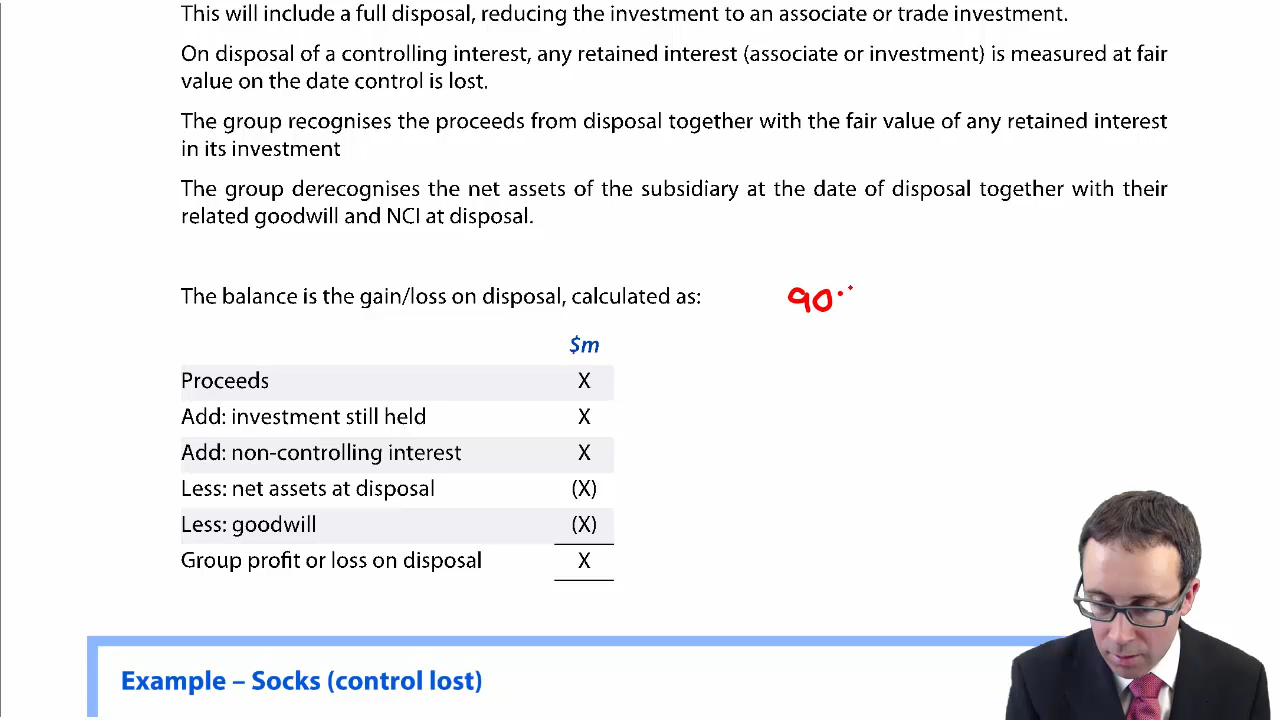 This will include a full disposal, reducing the investment to an associate or trade investment.
On disposal of a controlling interest, any retained interest (associate or investment) is measured at fair
value on the date control is lost.
The group recognises the proceeds from disposal together with the fair value of any retained interest
in its investment
The group derecognises the net assets of the subsidiary at the date of disposal together with their
related goodwill and NCI at disposal.
The balance is the gain/loss on disposal, calculated as: 90
$m
Proceeds X
Add: investment still held X
Add: non-controlling interest X
Less: net assets at disposal (X)
Less: goodwill (X)
Group profit or loss on disposal X
Example – Socks (control lost)